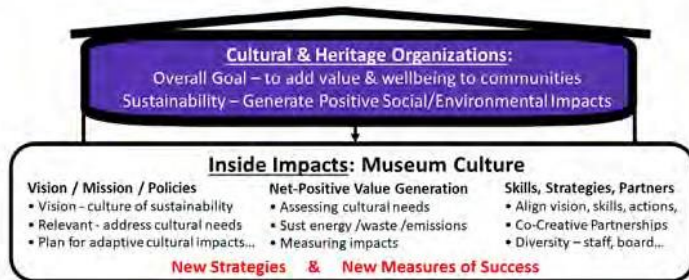 Cultural & Heritage Organizations:
Overall Goal – to add value & wellbeing to communities
Sustainability – Generate Positive Social/Environmental Impacts
Inside Impacts: Museum Culture
Vision / Mission / Policies
• Vision - culture of sustainability
• Relevant - address cultural needs
• Plan for adaptive cultural impacts...
Net-Positive Value Generation
• Assessing cultural needs
• Sust energy /waste /emissions
• Measuring impacts
Skills, Strategies, Partners
• Align vision, skills, actions,
• Co-Creative Partnerships
• Diversity – staff, board...
New Strategies & New Measures of Success